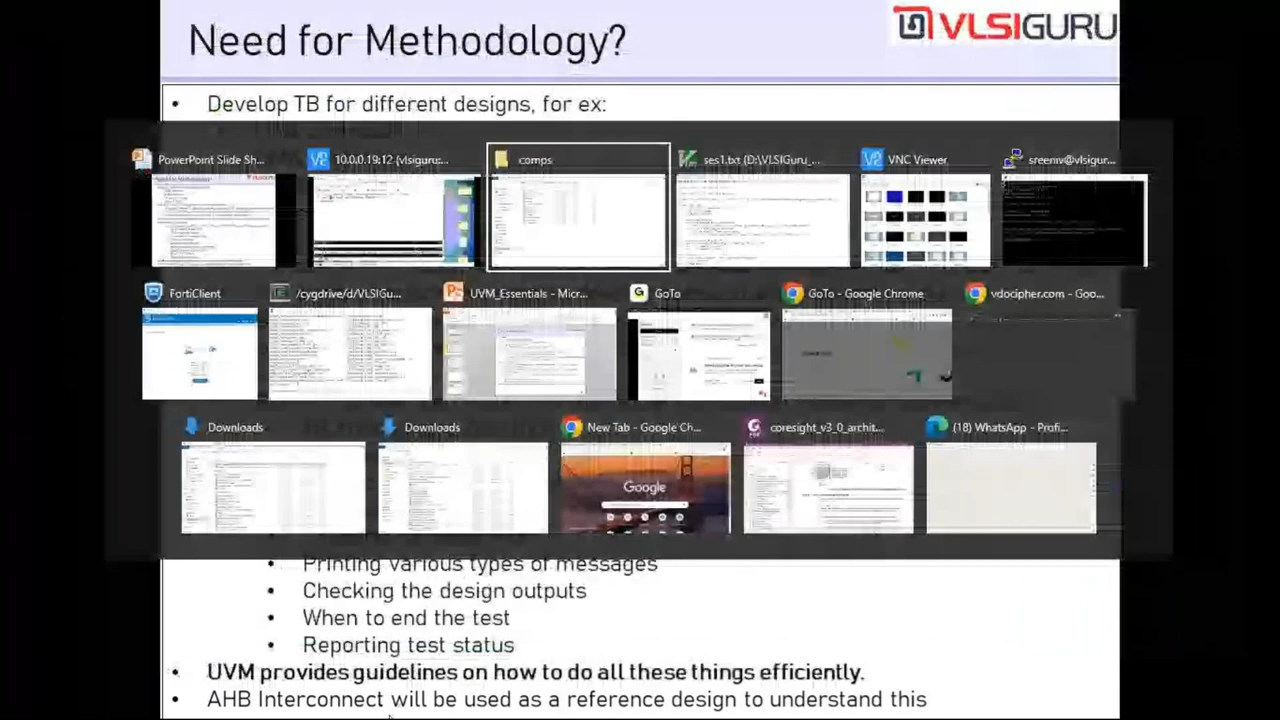 Need for Methodology?
VLSIGURU
• Develop TB for different designs, for ex:
PowerPoint Slide Sh...
10.0.0.19:12 (vlsiguru:...
comps
ses1.txt (D:\VLSIGuru_...
VNC Viewer
sreenv@vlsigur...
FortiClient
/cygdrive/d/VLSIGu...
UVM_Essentials - Micr...
GoTo
GoTo - Google Chrome
vdocipher.com - Goo...
Downloads
Downloads
New Tab - Google Ch...
coresight_v3_0_archit...
(18) WhatsApp - Profi...
Google
• Printing various types of messages
• Checking the design outputs
• When to end the test
• Reporting test status
• UVM provides guidelines on how to do all these things efficiently.
• AHB Interconnect will be used as a reference design to understand this